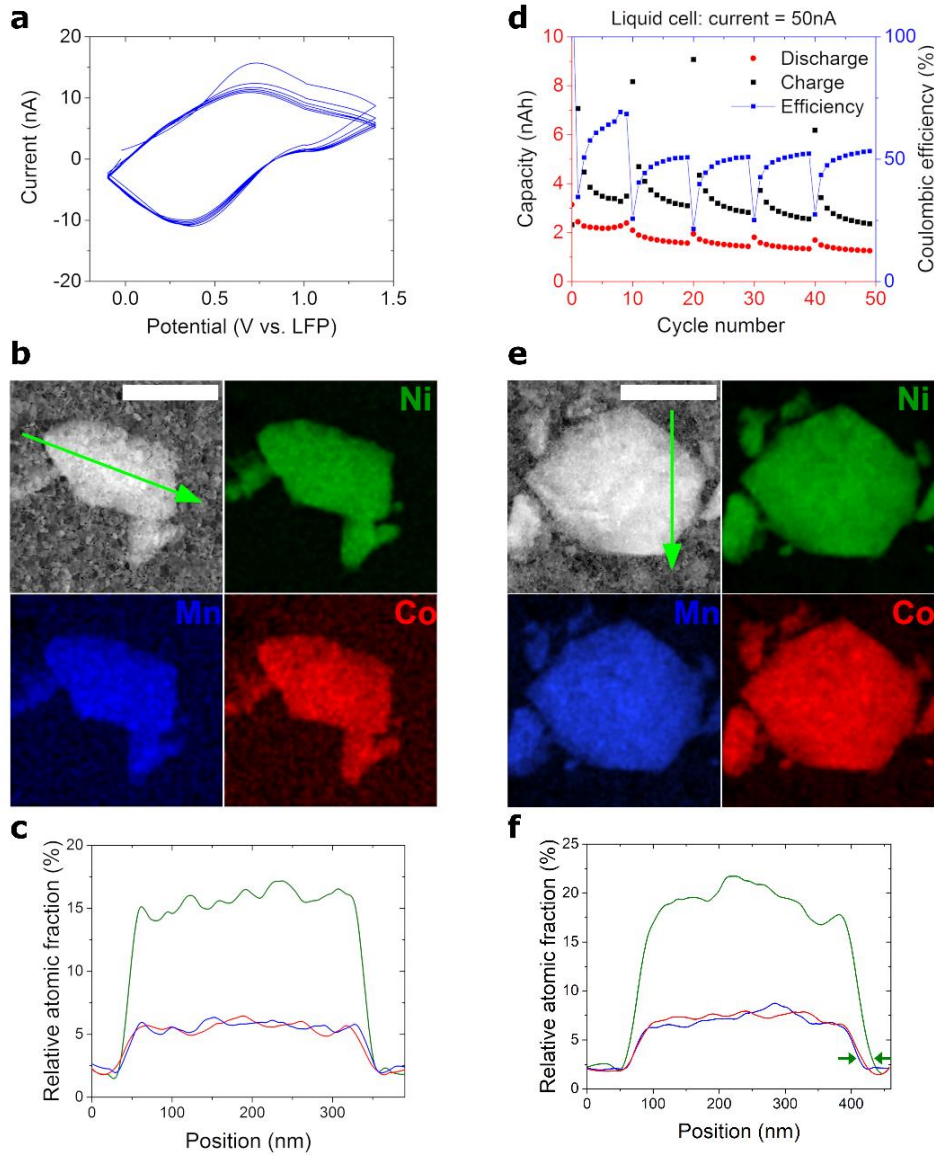 a
20
10
0
-10
-20
Current (nA)
0.0 0.5 1.0 1.5
Potential (V vs. LFP)
d
Liquid cell: current = 50nA
10
8
6
4
2
0
Capacity (nAh)
Discharge
Charge
Efficiency
100
50
0
Coulombic efficiency (%)
0 10 20 30 40 50
Cycle number
b
Ni
Mn
Co
e
Ni
Mn
Co
c
20
15
10
5
0
Relative atomic fraction (%)
0 100 200 300
Position (nm)
f
25
20
15
10
5
0
Relative atomic fraction (%)
0 100 200 300 400
Position (nm)